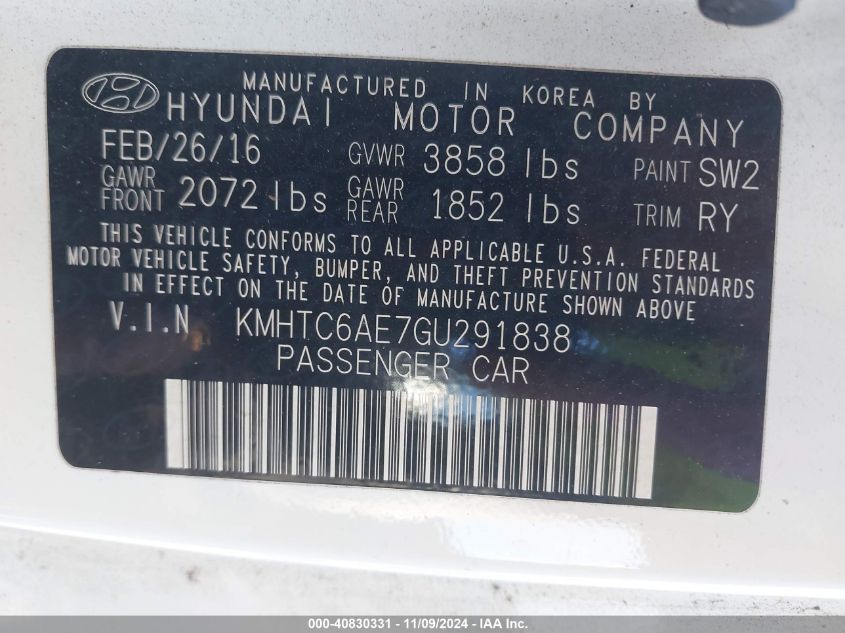 MANUFACTURED IN KOREA BY
HYUNDAI MOTOR COMPANY
FEB/26/16 GVWR 3858 lbs PAINT SW2
GAWR FRONT 2072 lbs GAWR REAR 1852 lbs TRIM RY
THIS VEHICLE CONFORMS TO ALL APPLICABLE U.S.A. FEDERAL
MOTOR VEHICLE SAFETY, BUMPER, AND THEFT PREVENTION STANDARDS
IN EFFECT ON THE DATE OF MANUFACTURE SHOWN ABOVE
V.I.N KMHTC6AE7GU291838
PASSENGER CAR
000-40830331 - 11/09/2024 - IAA Inc.